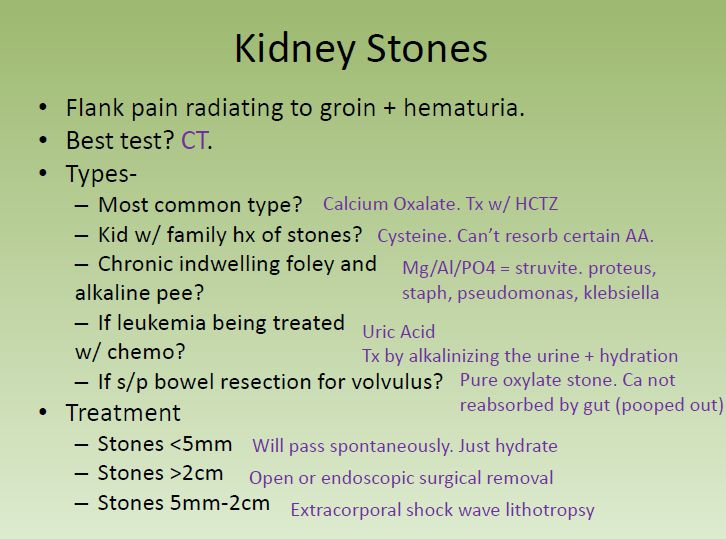 Kidney Stones
• Flank pain radiating to groin + hematuria.
• Best test? CT.
• Types-
– Most common type? Calcium Oxalate. Tx w/ HCTZ
– Kid w/ family hx of stones? Cysteine. Can't resorb certain AA.
– Chronic indwelling foley and
alkaline pee?
Mg/Al/PO4 = struvite. proteus,
staph, pseudomonas, klebsiella
– If leukemia being treated
w/ chemo?
Uric Acid
Tx by alkalinizing the urine + hydration
– If s/p bowel resection for volvulus?
Pure oxylate stone. Ca not
reabsorbed by gut (pooped out)
• Treatment
– Stones <5mm Will pass spontaneously. Just hydrate
– Stones >2cm Open or endoscopic surgical removal
– Stones 5mm-2cm Extracorporal shock wave lithotropsy